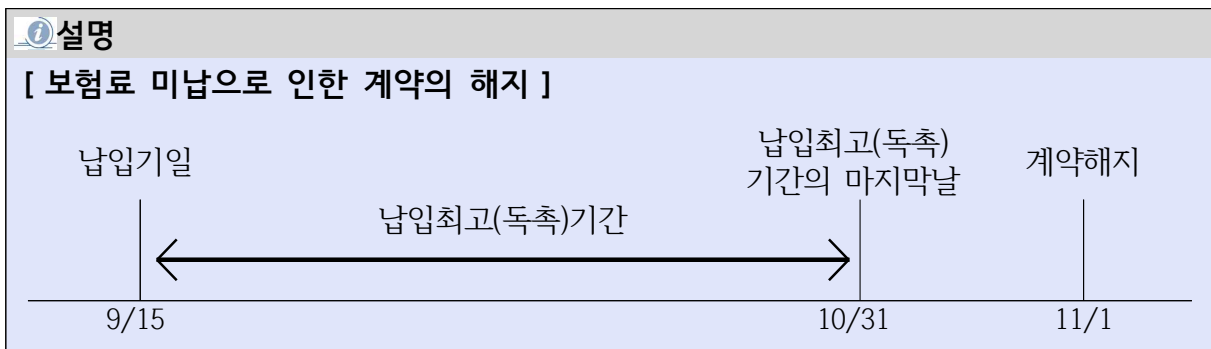 설명
[ 보험료 미납으로 인한 계약의 해지 ]
납입기일
납입최고(독촉)
기간의 마지막날
계약해지
납입최고(독촉)기간
9/15
10/31
11/1